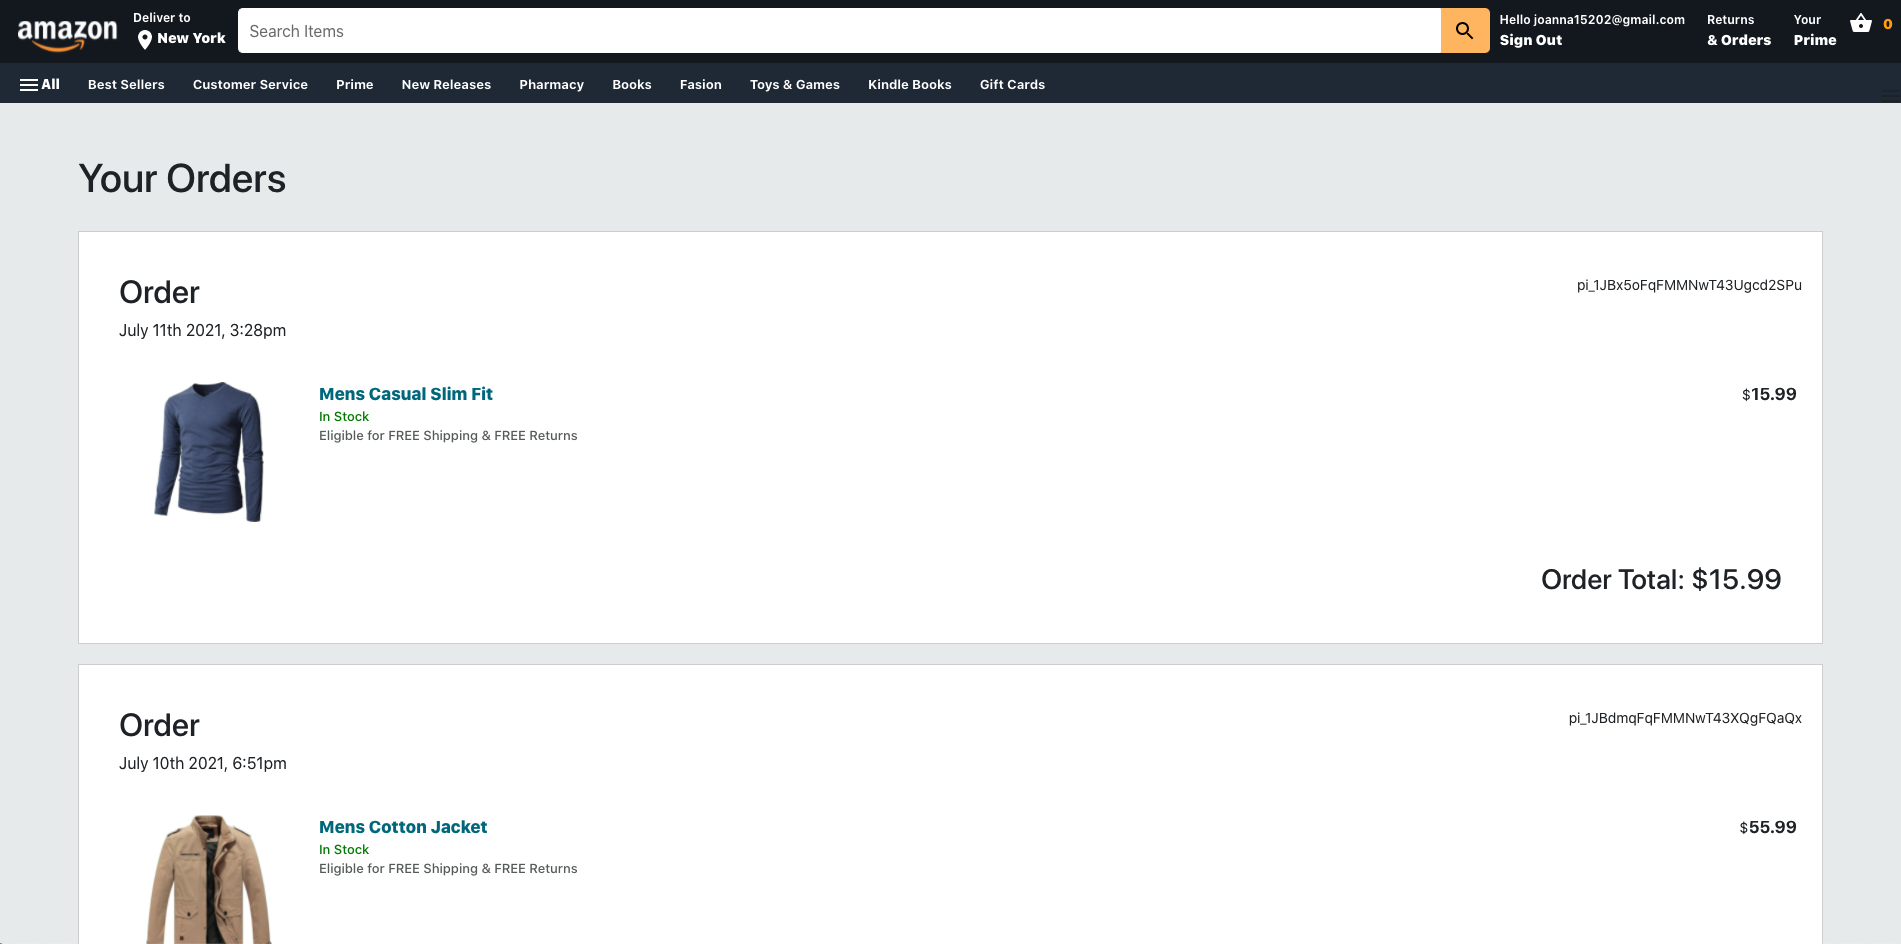 amazon
Deliver to
New York
Search Items
Hello joanna15202@gmail.com
Sign Out
Returns
& Orders
Your
Prime
0
All Best Sellers Customer Service Prime New Releases Pharmacy Books Fasion Toys & Games Kindle Books Gift Cards
Your Orders
Order
pi_1JBx5oFqFMMNwT43Ugcd2SPu
July 11th 2021, 3:28pm
Mens Casual Slim Fit
$15.99
In Stock
Eligible for FREE Shipping & FREE Returns
Order Total: $15.99
Order
pi_1JBdmqFqFMMNwT43XQgFQaQx
July 10th 2021, 6:51pm
Mens Cotton Jacket
$55.99
In Stock
Eligible for FREE Shipping & FREE Returns